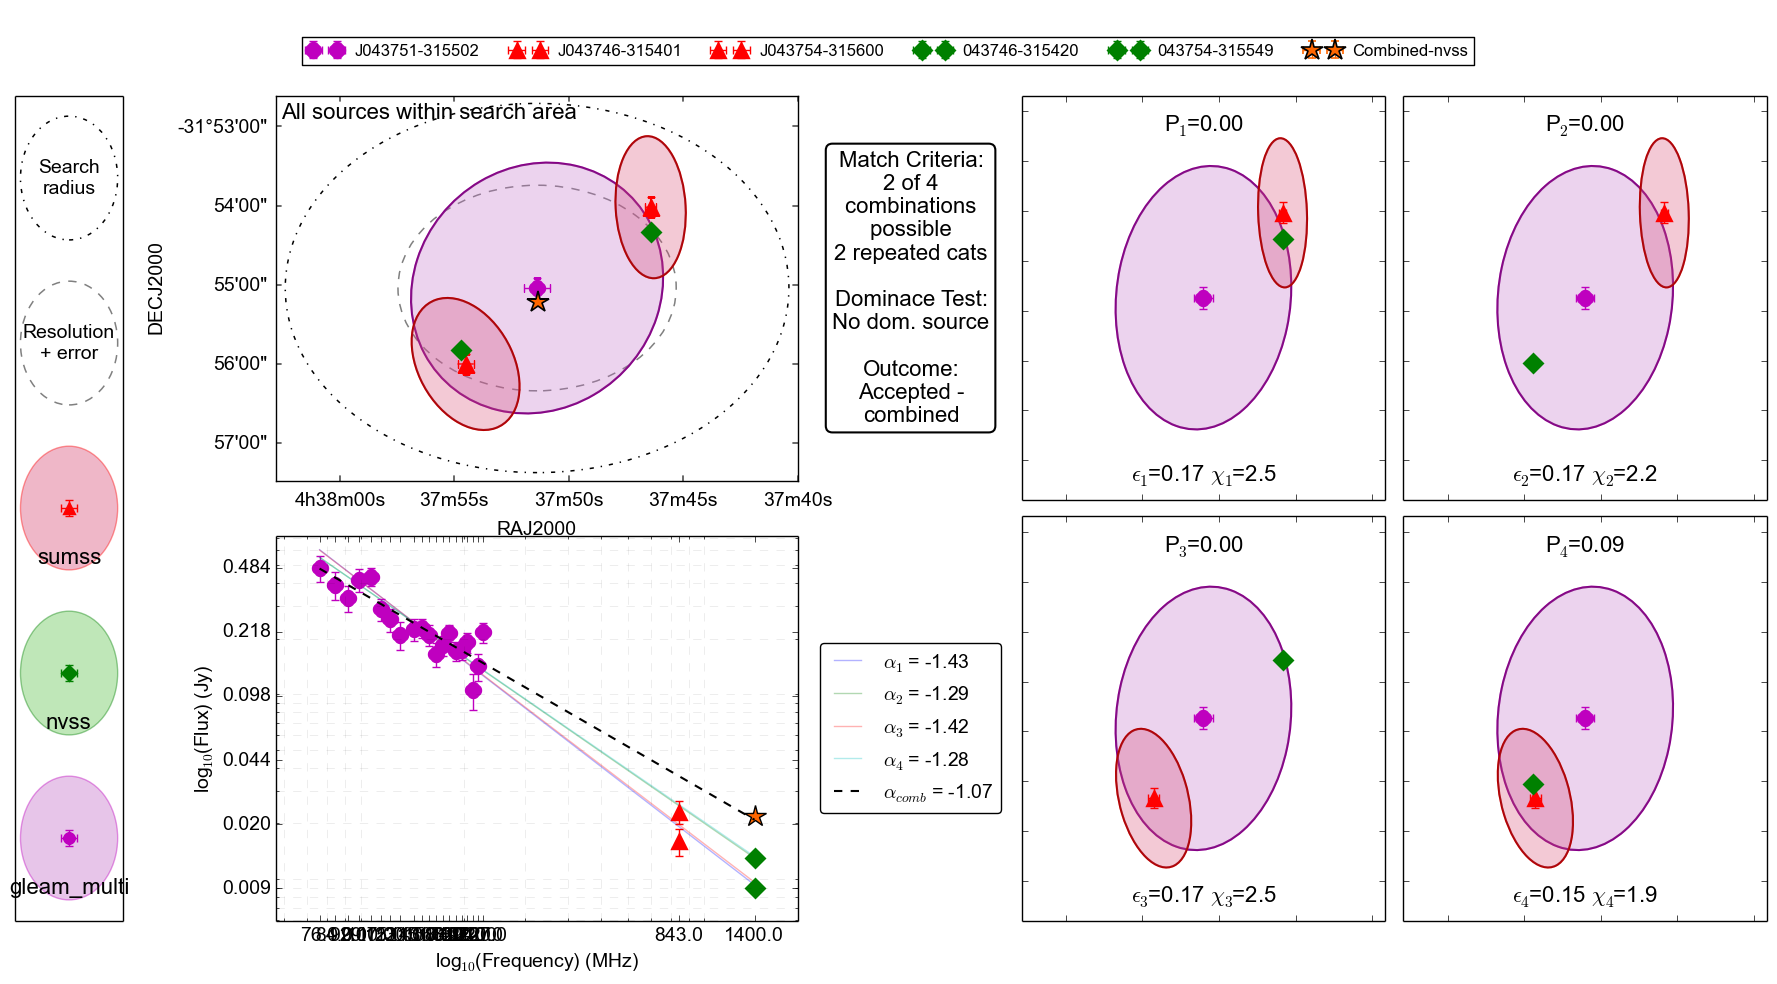 J043751-315502 J043746-315401 J043754-315600 043746-315420 043754-315549 Combined-nvss
Search
radius
Resolution
+ error
sumss
nvss
gleam_multi
All sources within search area
DECJ2000
-31°53'00"
54'00"
55'00"
56'00"
57'00"
4h38m00s 37m55s 37m50s 37m45s 37m40s
RAJ2000
Match Criteria:
2 of 4
combinations
possible
2 repeated cats
Dominace Test:
No dom. source
Outcome:
Accepted -
combined
P1=0.00
ϵ1=0.17 χ1=2.5
P2=0.00
ϵ2=0.17 χ2=2.2
P3=0.00
ϵ3=0.17 χ3=2.5
P4=0.09
ϵ4=0.15 χ4=1.9
log10(Flux) (Jy)
0.484
0.218
0.098
0.044
0.020
0.009
843.0 1400.0
log10(Frequency) (MHz)
α1 = -1.43
α2 = -1.29
α3 = -1.42
α4 = -1.28
αcomb = -1.07